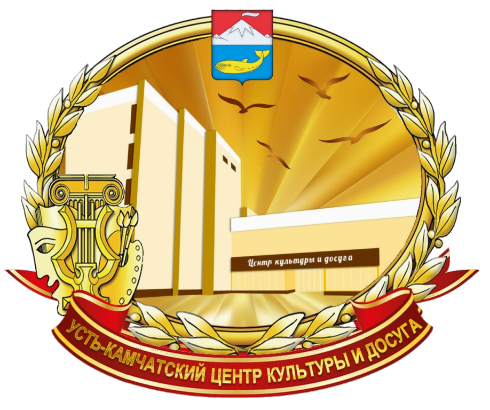 Центр культуры и досуга
УСТЬ-КАМЧАТСКИЙ ЦЕНТР КУЛЬТУРЫ И ДОСУГА